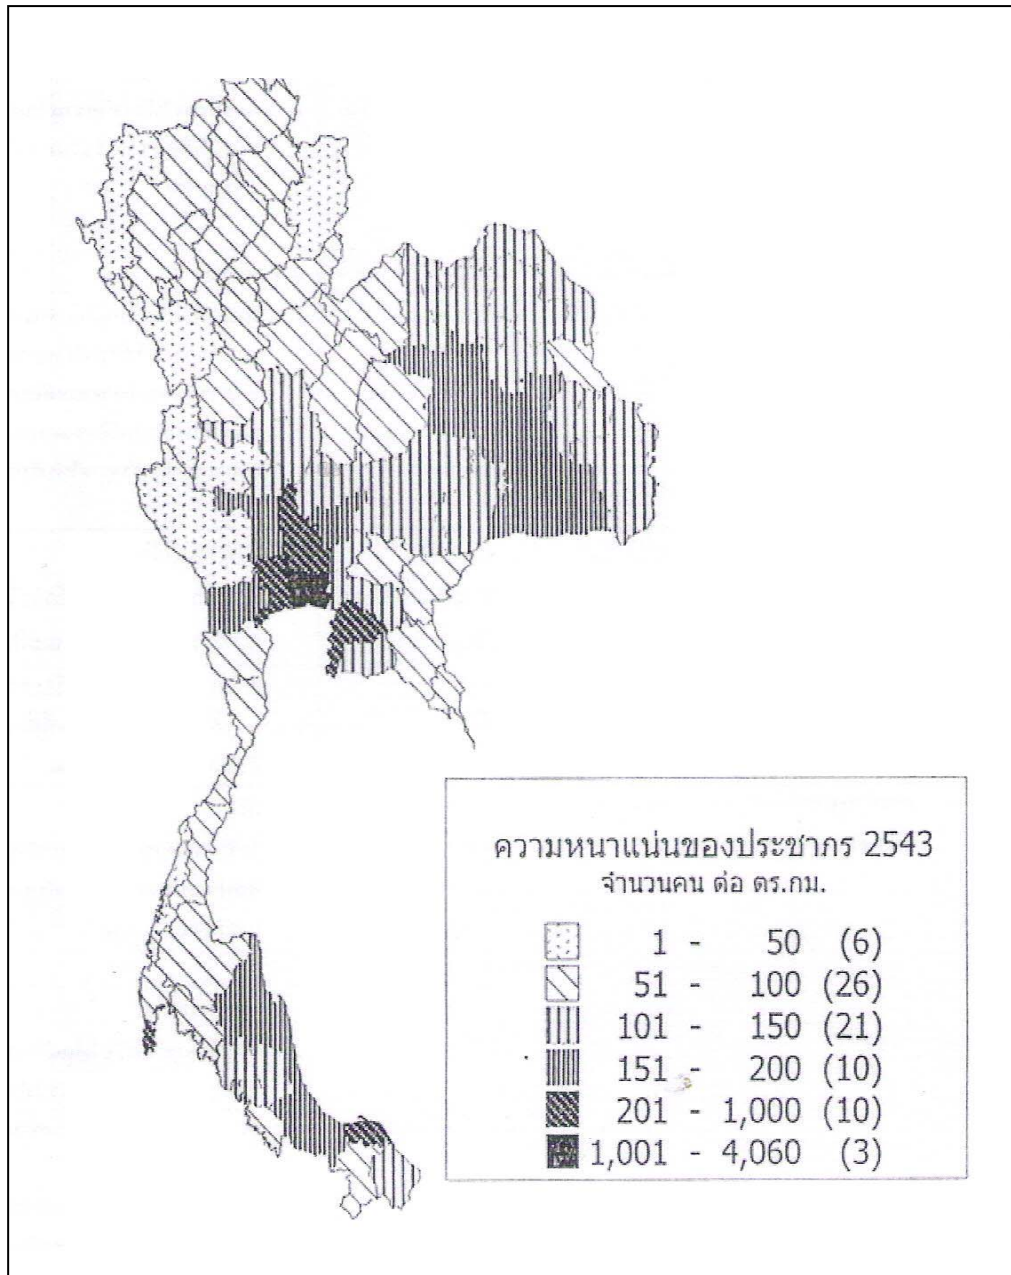 ความหนาแน่นของประชากร 2543
จำนวนคน ต่อ ตร.กม.
1 - 50 (6)
51 - 100 (26)
101 - 150 (21)
151 - 200 (10)
201 - 1,000 (10)
1,001 - 4,060 (3)